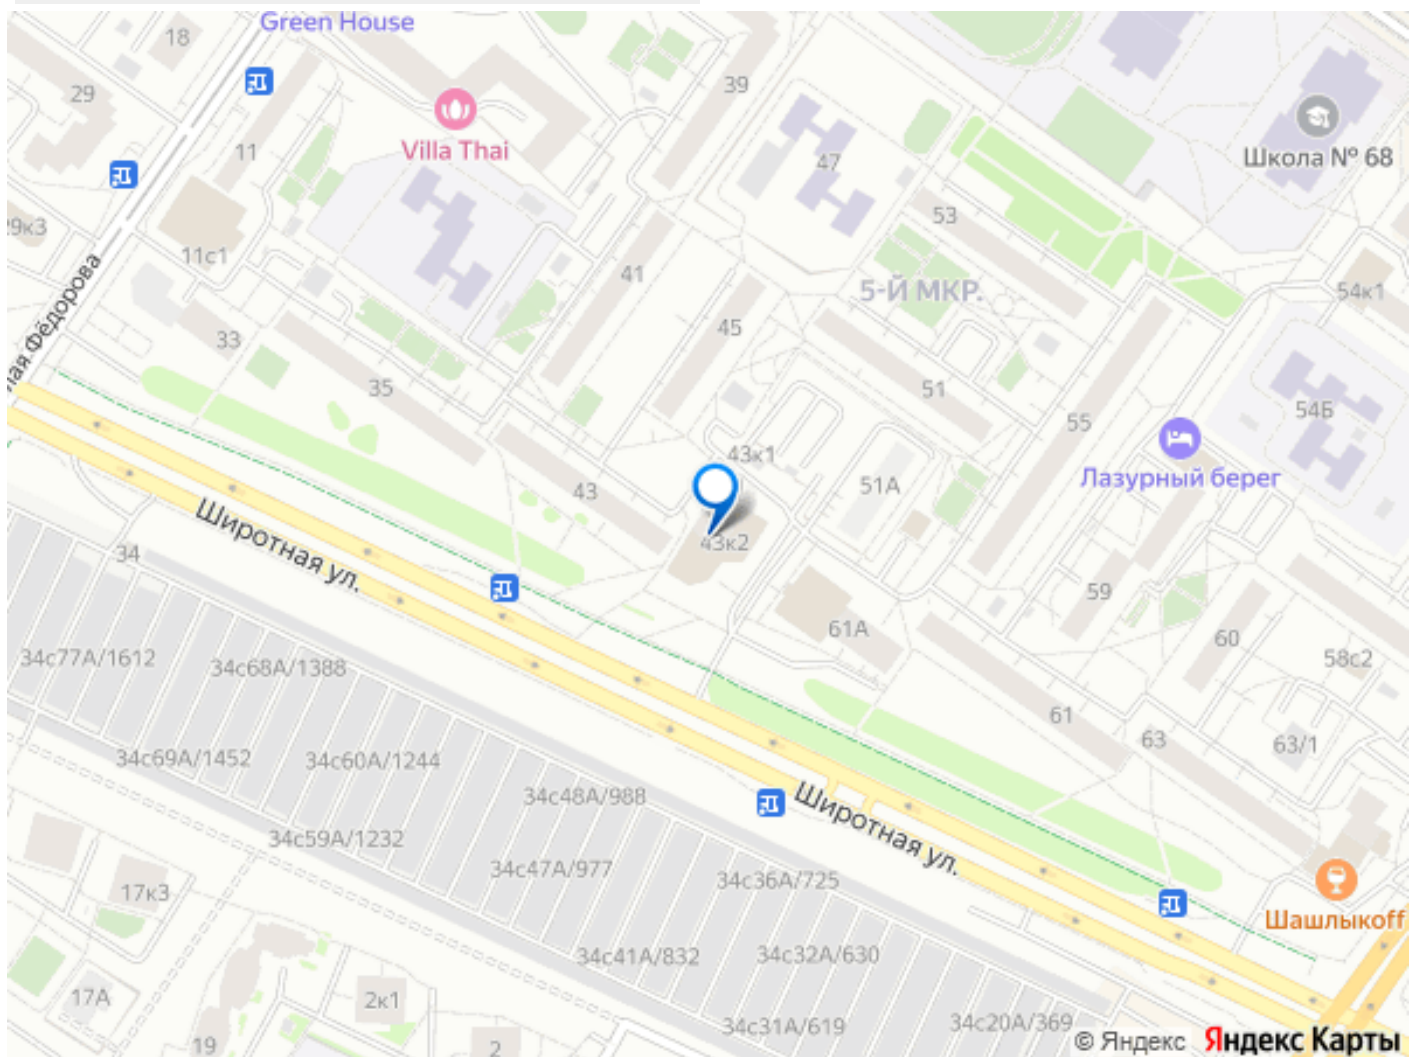 Green House
18
39
29
Villa Thai
11
47
Школа № 68
53
29к3
11с1
41
5-Й МКР.
54к1
лая Фёдорова
33
45
35
51
54Б
55
43к1
Лазурный берег
43
51А
Широтная ул.
43к2
34
59
61А
60
34с77А/1612
34с68А/1388
58с2
61
63
63/1
34с69А/1452
34с60А/1244
34с48А/988
Широтная ул.
34с59А/1232
34с47А/977
34с36А/725
17к3
Шашлыкоff
34с41А/832
34с32А/630
17А
2к1
34с31А/619
34с20А/369
19
2
© Яндекс Яндекс Карты